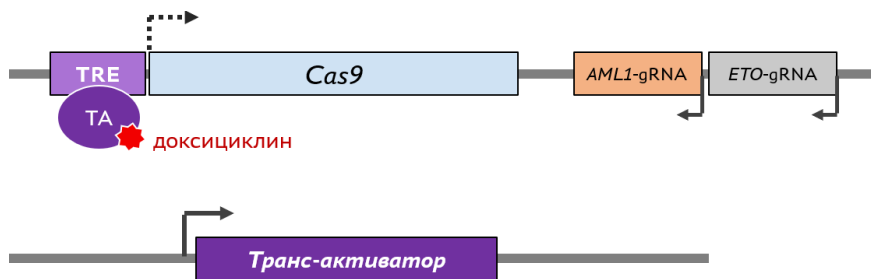 TRE
Cas9
AML1-gRNA
ETO-gRNA
TA
доксициклин
Транс-активатор